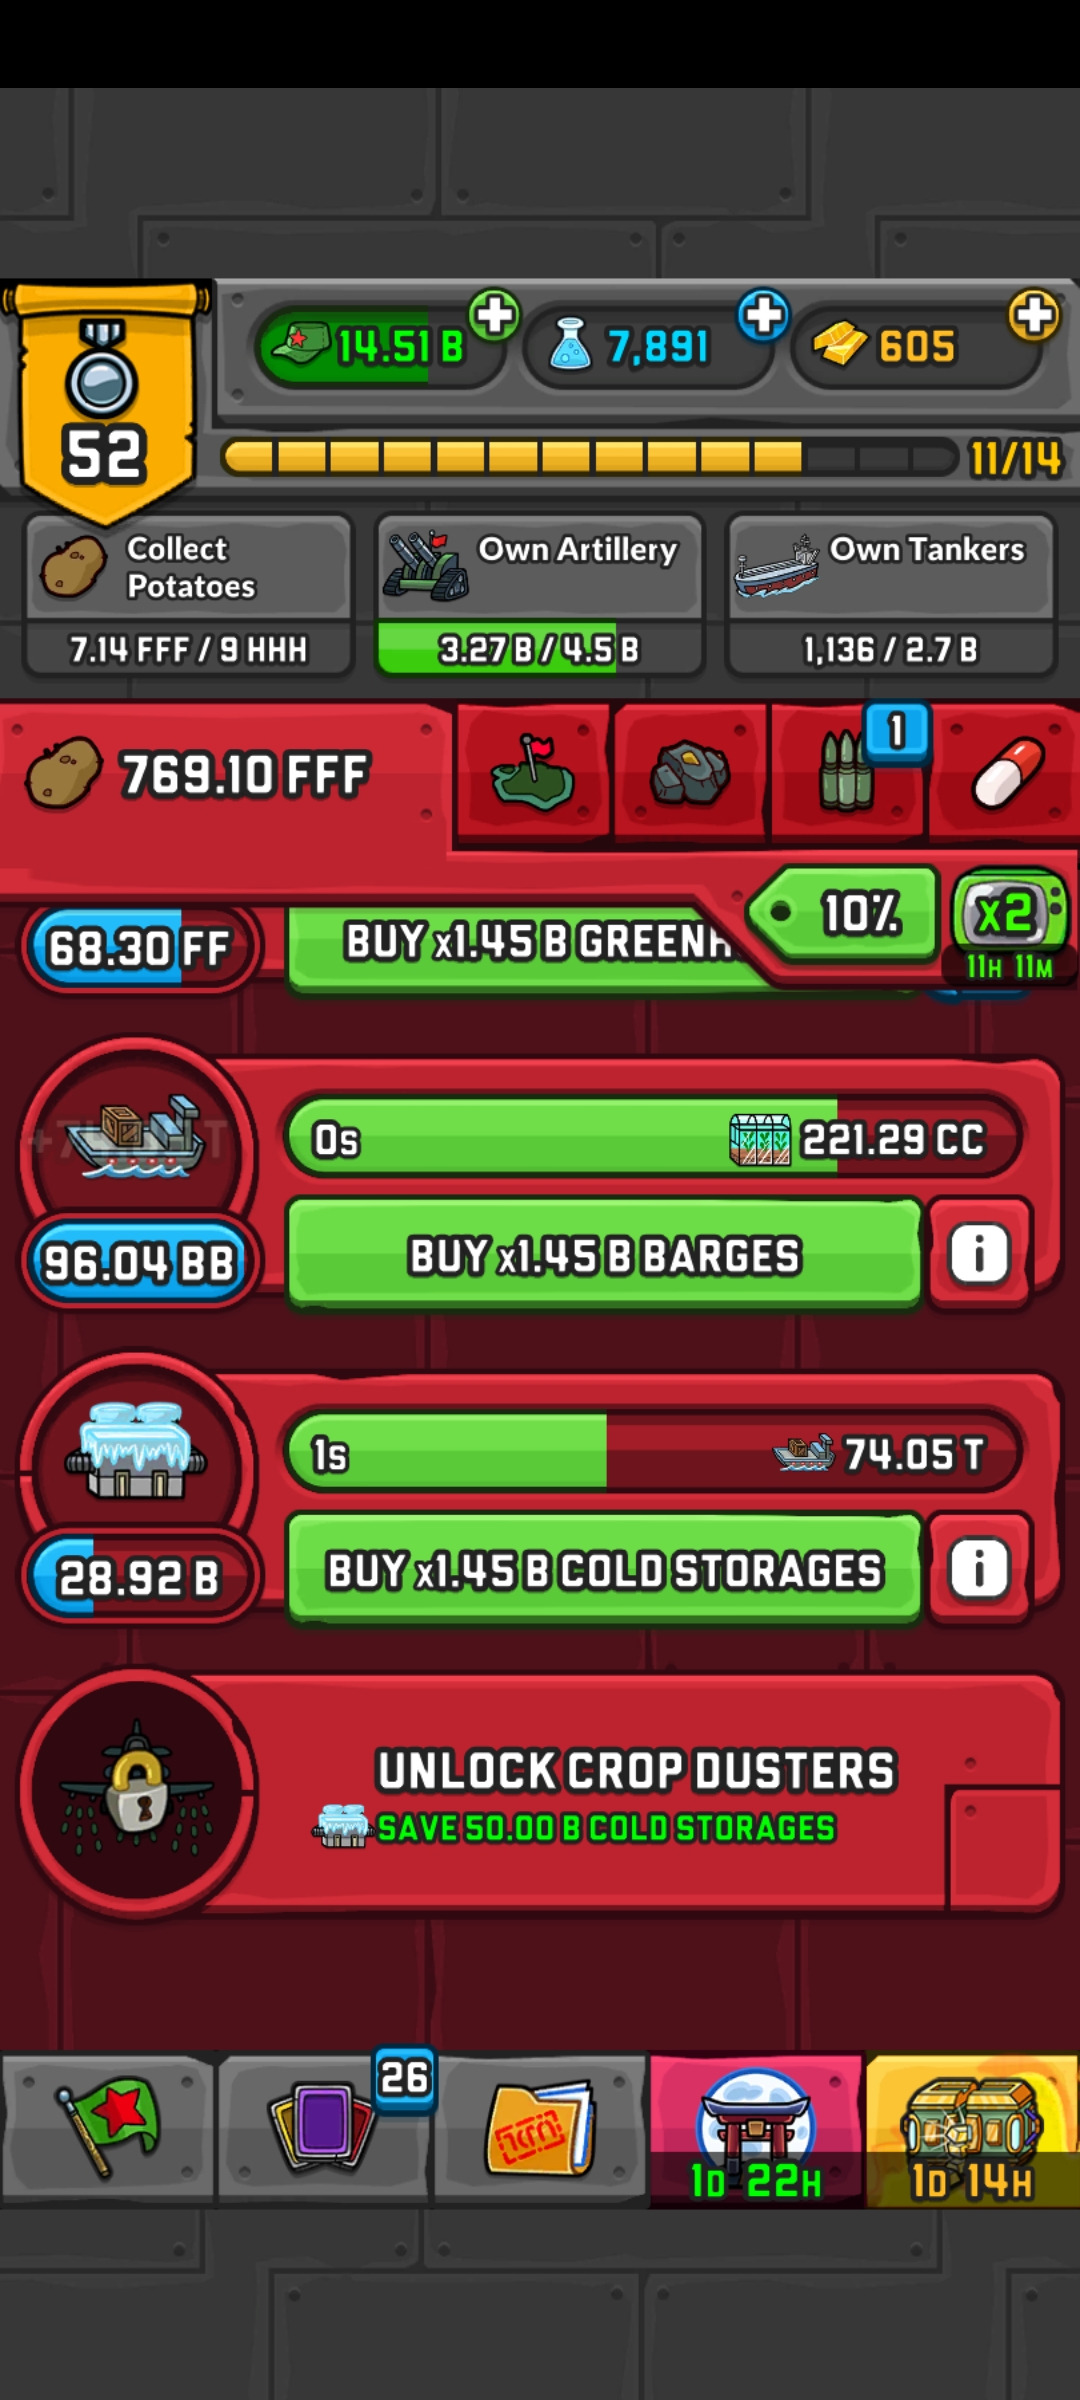 14.51 B
7,891
605
52
11/14
Collect
Potatoes
7.14 FFF / 9 HHH
Own Artillery
3.27 B / 4.5 B
Own Tankers
1,136 / 2.7 B
769.10 FFF
1
10%
x2
11H 11M
68.30 FF
BUY x1.45 B
0s
221.29 CC
96.04 BB
BUY x1.45 B BARGES
i
1s
74.05 T
28.92 B
BUY x1.45 B COLD STORAGES
i
UNLOCK CROP DUSTERS
SAVE 50.00 B COLD STORAGES
26
1D 22H
1D 14H